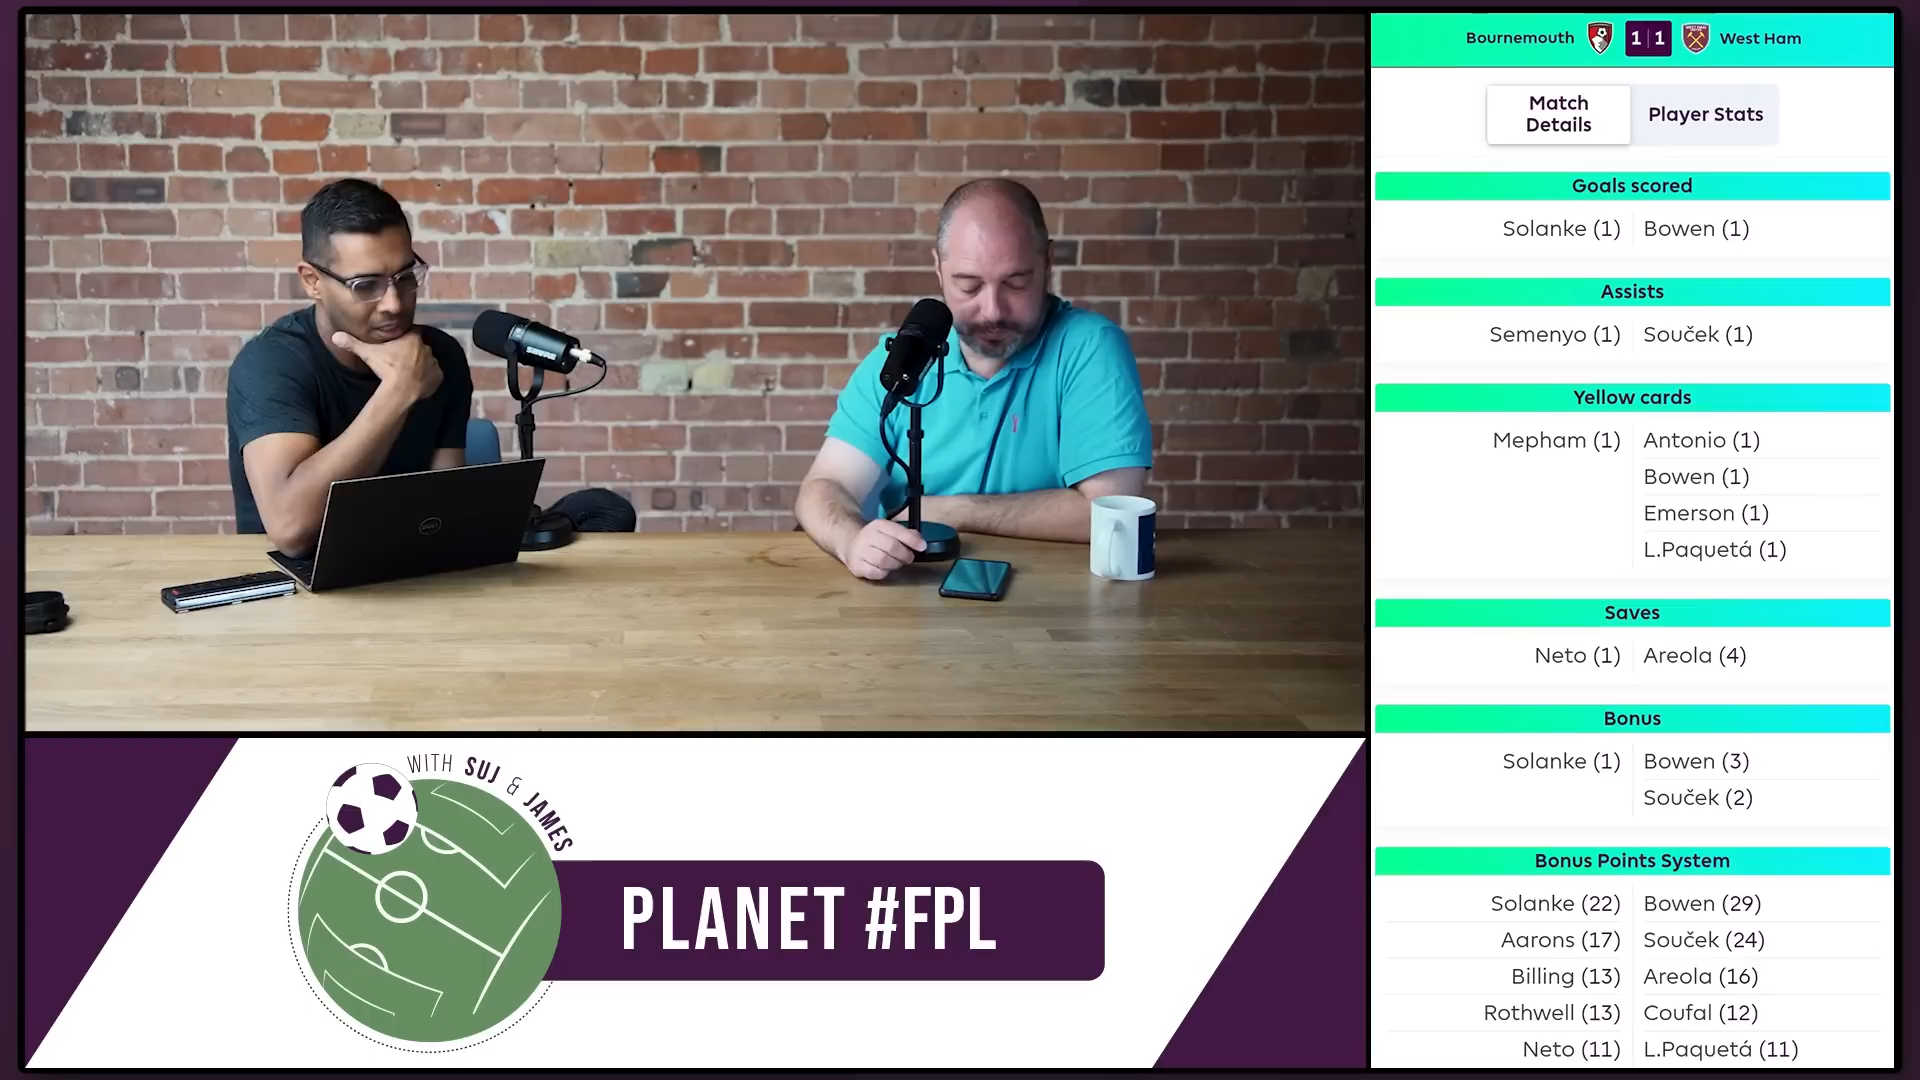 Bournemouth 1 | 1 West Ham
Match Details
Player Stats
Goals scored
Solanke (1) Bowen (1)
Assists
Semenyo (1) Souček (1)
Yellow cards
Mepham (1) Antonio (1)
Bowen (1)
Emerson (1)
L.Paquetá (1)
Saves
Neto (1) Areola (4)
Bonus
Solanke (1) Bowen (3)
Souček (2)
Bonus Points System
Solanke (22) Bowen (29)
Aarons (17) Souček (24)
Billing (13) Areola (16)
Rothwell (13) Coufal (12)
Neto (11) L.Paquetá (11)
SHURE
DELL
WITH SUJ & JAMES
PLANET #FPL